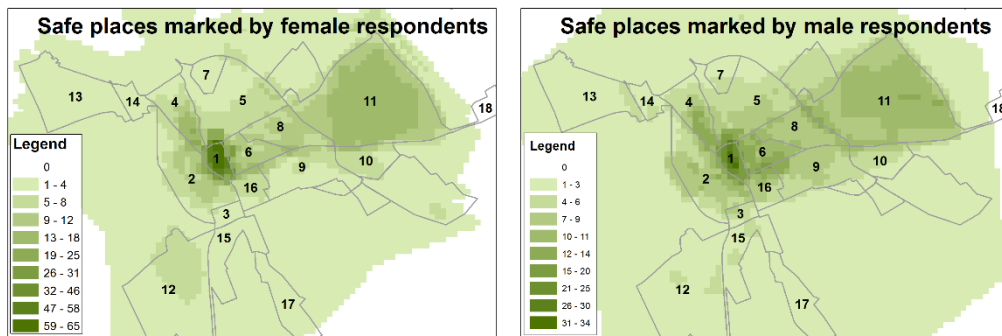 Safe places marked by female respondents
7
13
14
4
5
11
18
8
1
6
2
9
10
16
3
15
12
17
Legend
0
1 - 4
5 - 8
9 - 12
13 - 18
19 - 25
26 - 31
32 - 46
47 - 58
59 - 65
Safe places marked by male respondents
7
13
14
4
5
11
18
8
1
6
2
9
10
16
3
15
12
17
Legend
0
1 - 3
4 - 6
7 - 9
10 - 11
12 - 14
15 - 20
21 - 25
26 - 30
31 - 34